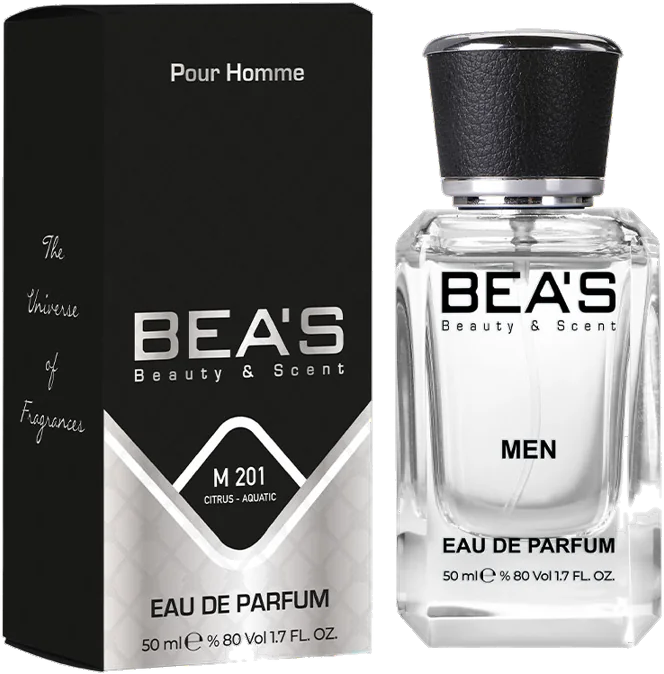 Pour Homme
The
Universe
of
Fragrances
BEA'S
Beauty & Scent
M 201
CITRUS - AQUATIC
EAU DE PARFUM
50 ml ℮ % 80 Vol 1.7 FL. OZ.
BEA'S
Beauty & Scent
MEN
EAU DE PARFUM
50 ml ℮ % 80 Vol 1.7 FL. OZ.